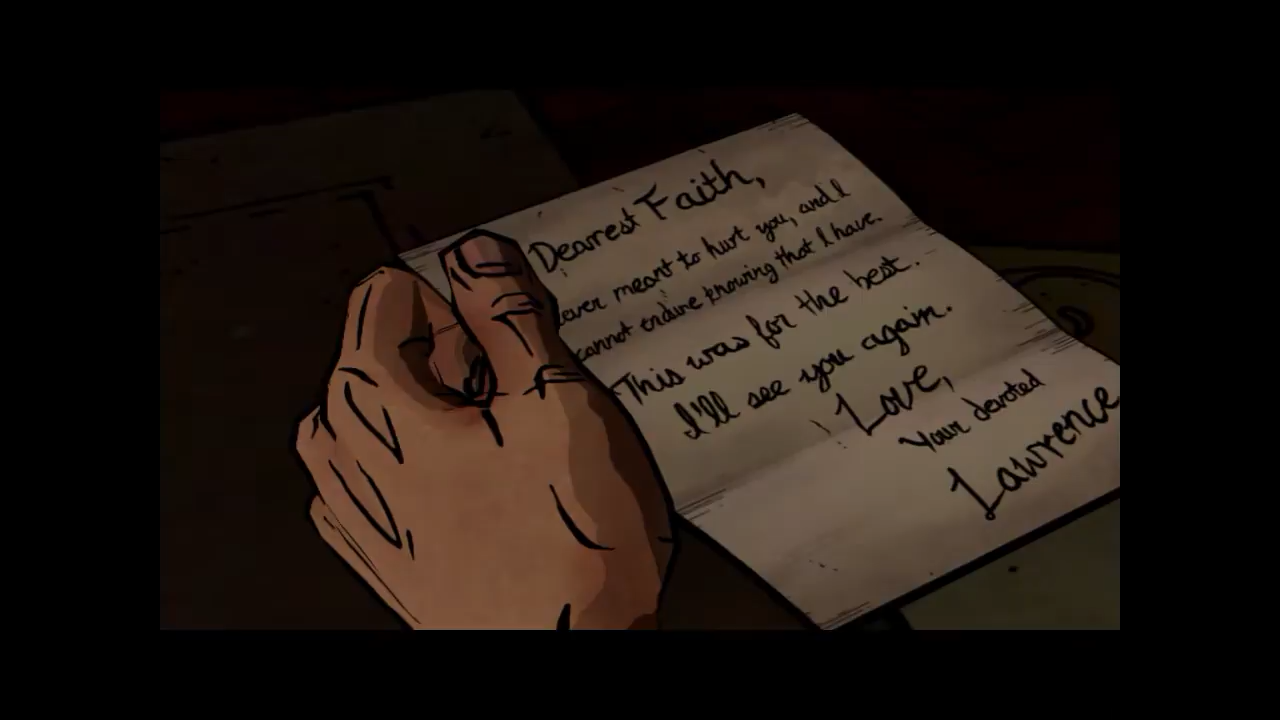 Dearest Faith,
ever meant to hurt you, and I
cannot endure knowing that I have.
This was for the best.
I'll see you again.
Love,
Your devoted
Lawrence